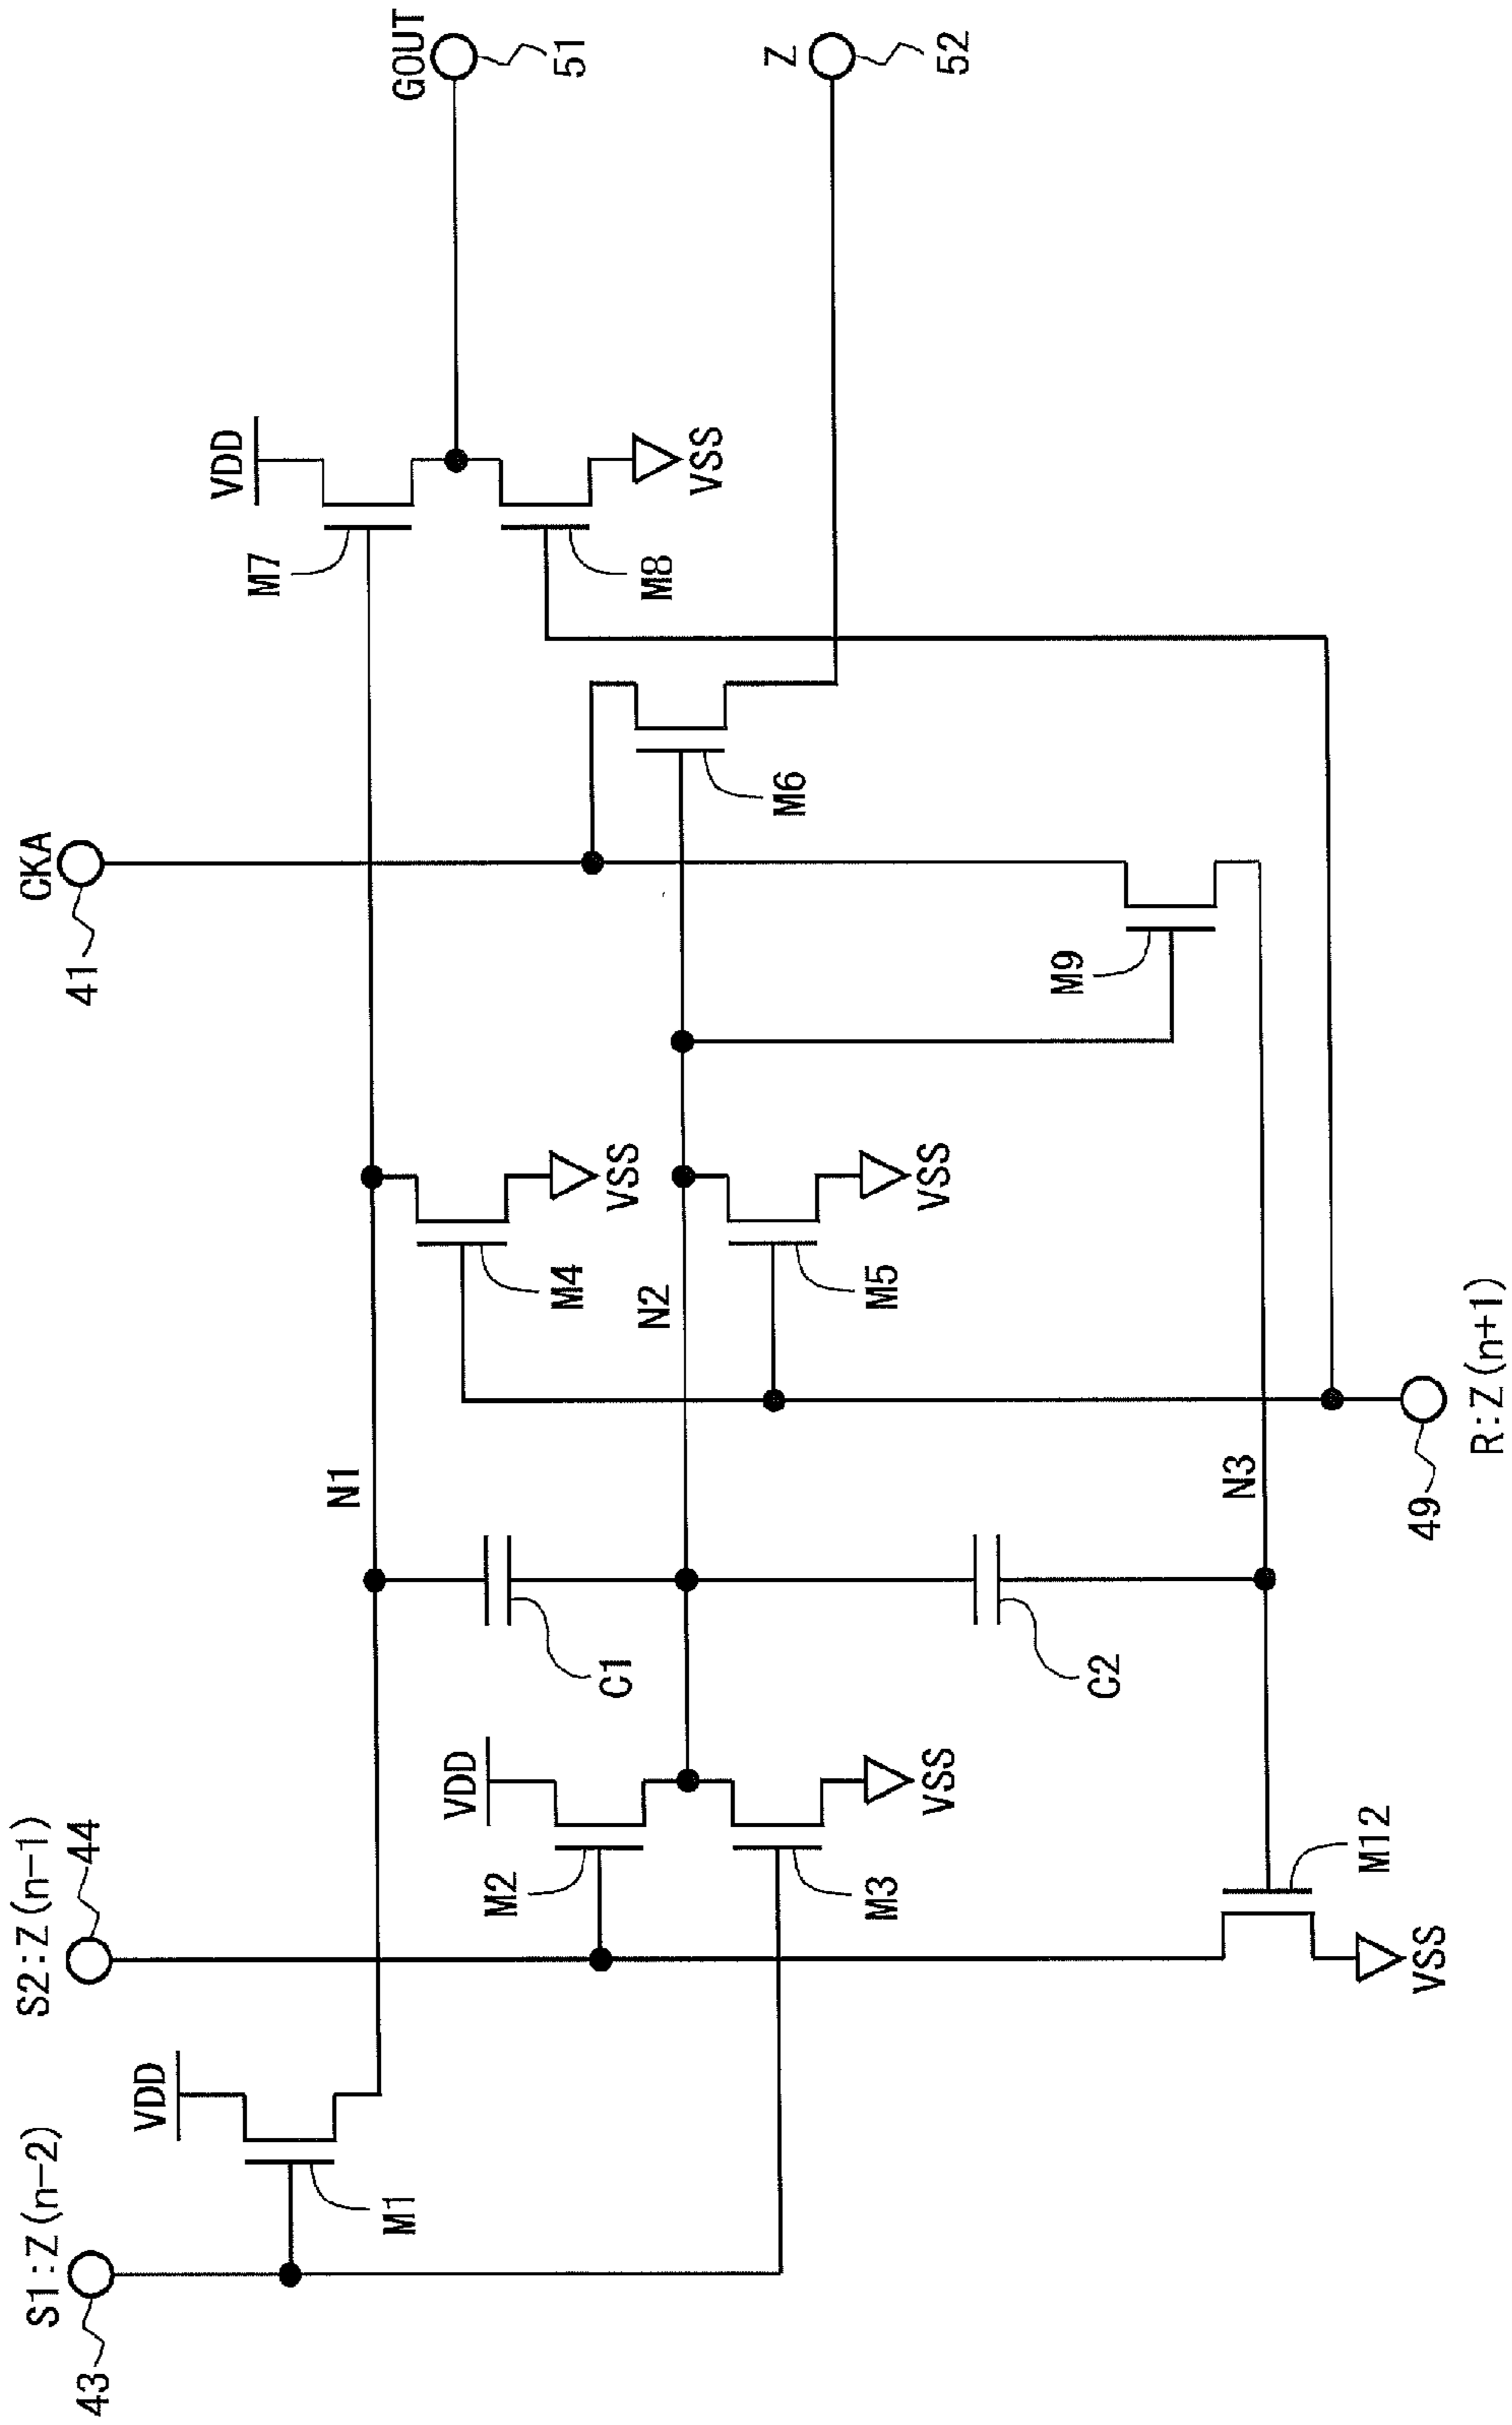 S1:Z(n-2)
43
S2:Z(n-1)
44
CKA
41
VDD
M1
N1
VDD
M2
M3
VSS
C1
C2
N2
M4
VSS
M5
VSS
M12
VSS
N3
M9
M6
VDD
M7
M8
VSS
GOUT
51
Z
52
49
R:Z(n+1)